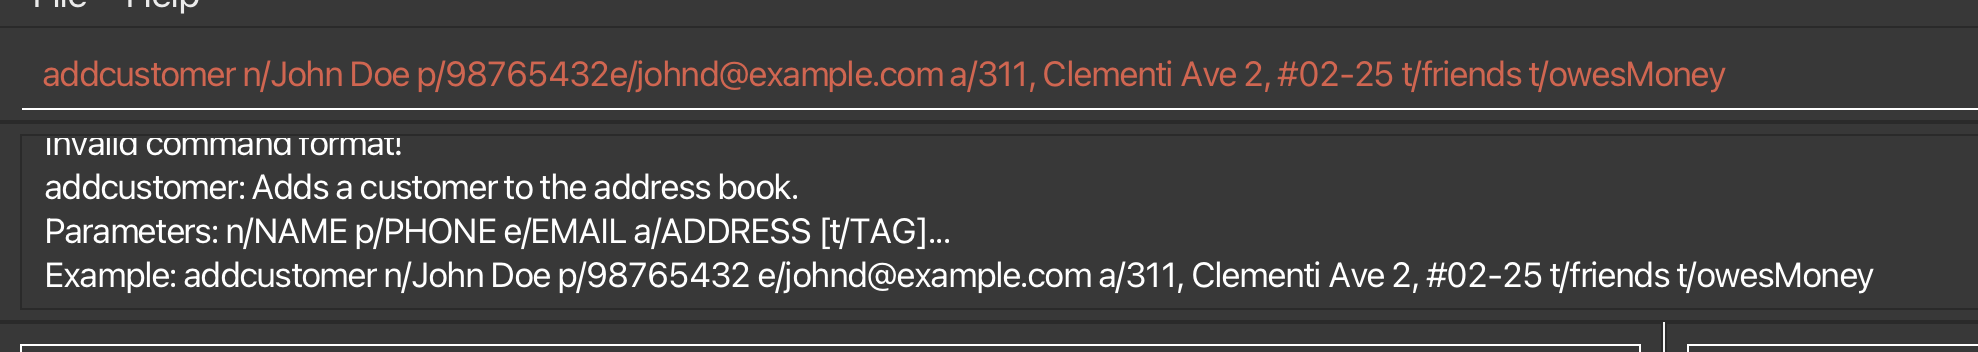 File Help
addcustomer n/John Doe p/98765432e/johnd@example.com a/311, Clementi Ave 2, #02-25 t/friends t/owesMoney
Invalid command format!
addcustomer: Adds a customer to the address book.
Parameters: n/NAME p/PHONE e/EMAIL a/ADDRESS [t/TAG]...
Example: addcustomer n/John Doe p/98765432 e/johnd@example.com a/311, Clementi Ave 2, #02-25 t/friends t/owesMoney